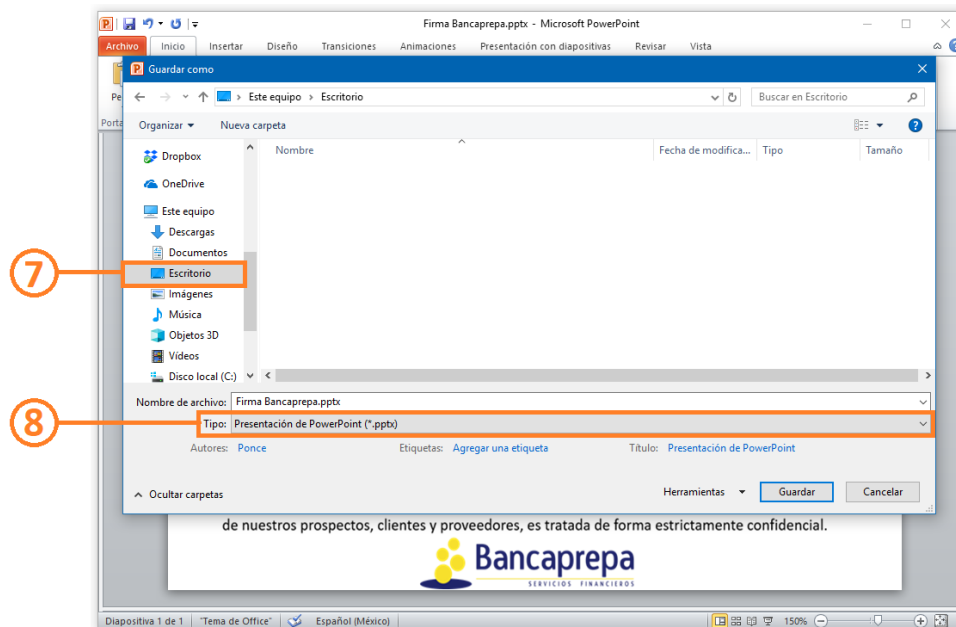 Firma Bancaprepa.pptx - Microsoft PowerPoint
Archivo Inicio Insertar Diseño Transiciones Animaciones Presentación con diapositivas Revisar Vista
Guardar como
Este equipo > Escritorio
Buscar en Escritorio
Organizar Nueva carpeta
Nombre Fecha de modifica... Tipo Tamaño
Dropbox
OneDrive
Este equipo
Descargas
Documentos
7
Escritorio
Imágenes
Música
Objetos 3D
Vídeos
Disco local (C:)
Nombre de archivo: Firma Bancaprepa.pptx
8
Tipo: Presentación de PowerPoint (*.pptx)
Autores: Ponce Etiquetas: Agregar una etiqueta Título: Presentación de PowerPoint
Ocultar carpetas Herramientas Guardar Cancelar
de nuestros prospectos, clientes y proveedores, es tratada de forma estrictamente confidencial.
Bancaprepa
SERVICIOS FINANCIEROS
Diapositiva 1 de 1 "Tema de Office" Español (México) 150%